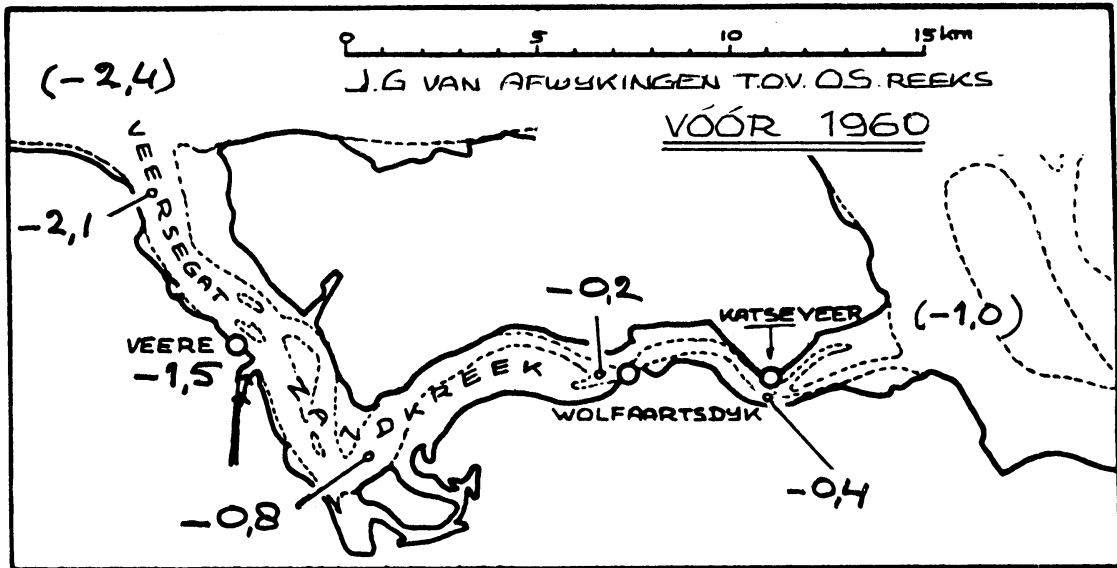 0 5 10 15 km
(-2,4)
J.G VAN AFWYKINGEN T.O.V. O.S. REEKS
VÓÓR 1960
VEERSEGAT
-2,1
-0,2
KATSEVEER
(-1,0)
VEERE
-1,5
ZANDKREEK
WOLFAARTSDYK
-0,8
-0,4